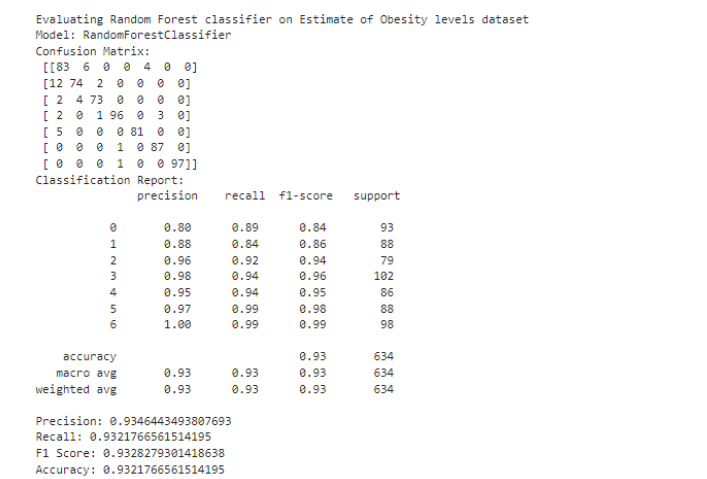 Evaluating Random Forest classifier on Estimate of Obesity levels dataset
Model: RandomForestClassifier
Confusion Matrix:
[[83 6 0 0 4 0 0]
[12 74 2 0 0 0 0]
[ 2 4 73 0 0 0 0]
[ 2 0 1 96 0 3 0]
[ 5 0 0 0 81 0 0]
[ 0 0 0 1 0 87 0]
[ 0 0 0 1 0 0 97]]
Classification Report:
precision recall f1-score support
0 0.80 0.89 0.84 93
1 0.88 0.84 0.86 88
2 0.96 0.92 0.94 79
3 0.98 0.94 0.96 102
4 0.95 0.94 0.95 86
5 0.97 0.99 0.98 88
6 1.00 0.99 0.99 98
accuracy 0.93 634
macro avg 0.93 0.93 0.93 634
weighted avg 0.93 0.93 0.93 634
Precision: 0.9346443493807693
Recall: 0.9321766561514195
F1 Score: 0.9328279301418638
Accuracy: 0.9321766561514195